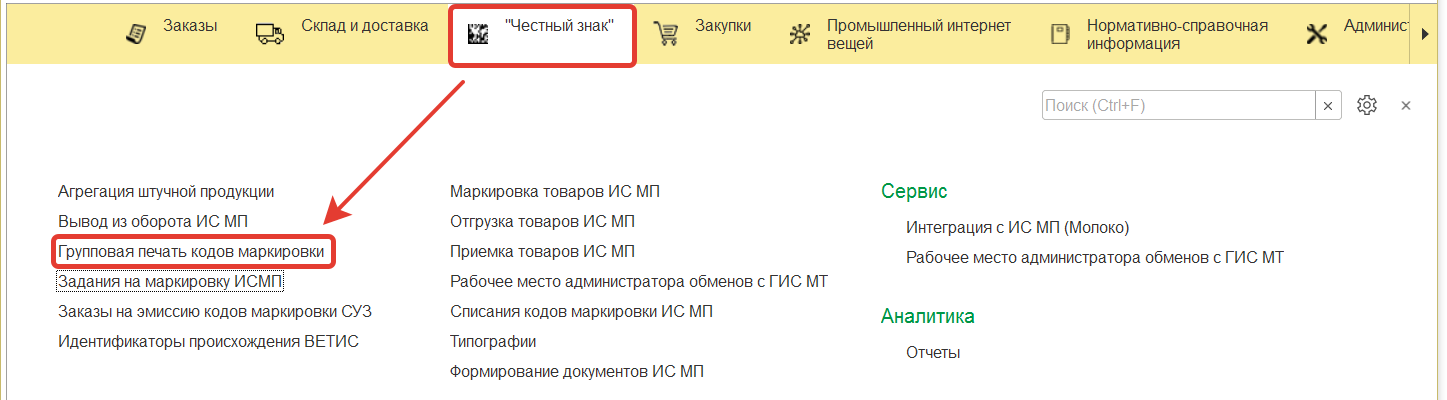 Заказы
Склад и доставка
"Честный знак"
Закупки
Промышленный интернет
вещей
Нормативно-справочная
информация
Админист
Поиск (Ctrl+F)
Агрегация штучной продукции
Вывод из оборота ИС МП
Групповая печать кодов маркировки
Задания на маркировку ИСМП
Заказы на эмиссию кодов маркировки СУЗ
Идентификаторы происхождения ВЕТИС
Маркировка товаров ИС МП
Отгрузка товаров ИС МП
Приемка товаров ИС МП
Рабочее место администратора обменов с ГИС МТ
Списания кодов маркировки ИС МП
Типографии
Формирование документов ИС МП
Сервис
Интеграция с ИС МП (Молоко)
Рабочее место администратора обменов с ГИС МТ
Аналитика
Отчеты